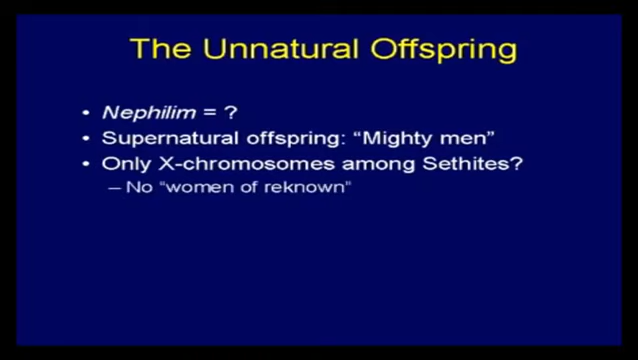 The Unnatural Offspring
• Nephilim = ?
• Supernatural offspring: “Mighty men”
• Only X-chromosomes among Sethites?
– No “women of reknown”